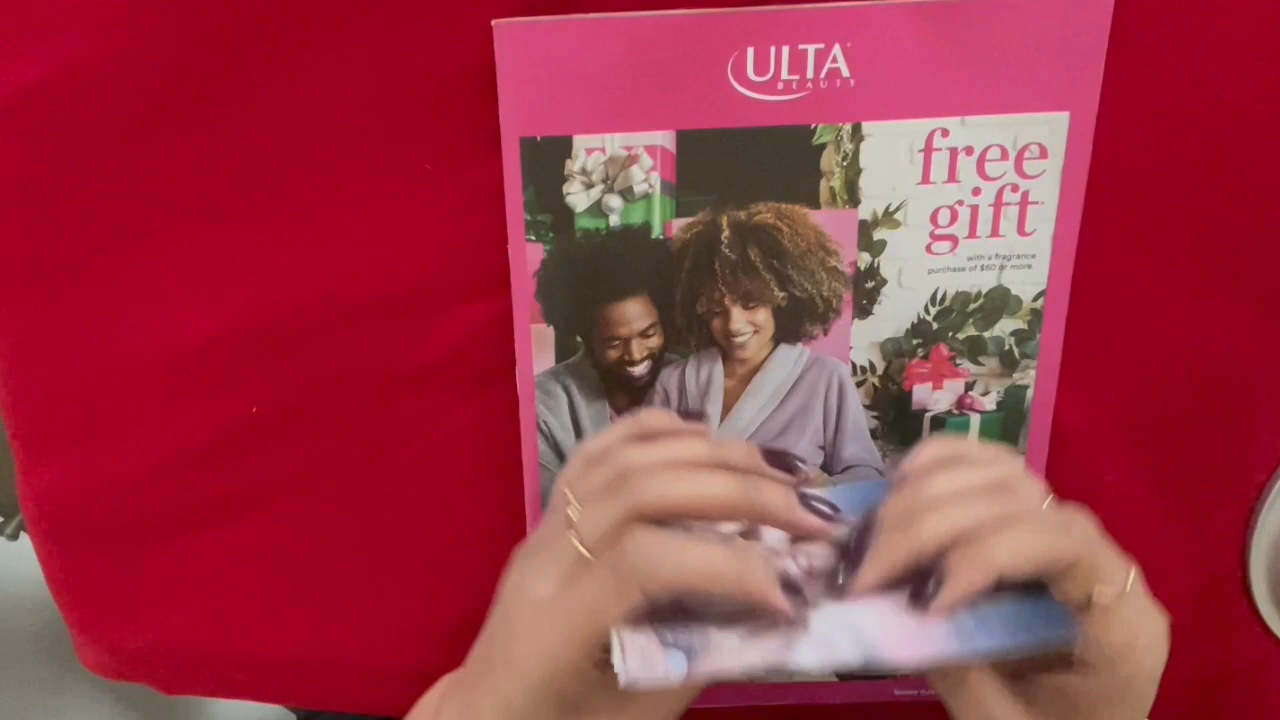 ULTA
BEAUTY
free
gift
with a fragrance
purchase of $60 or more.